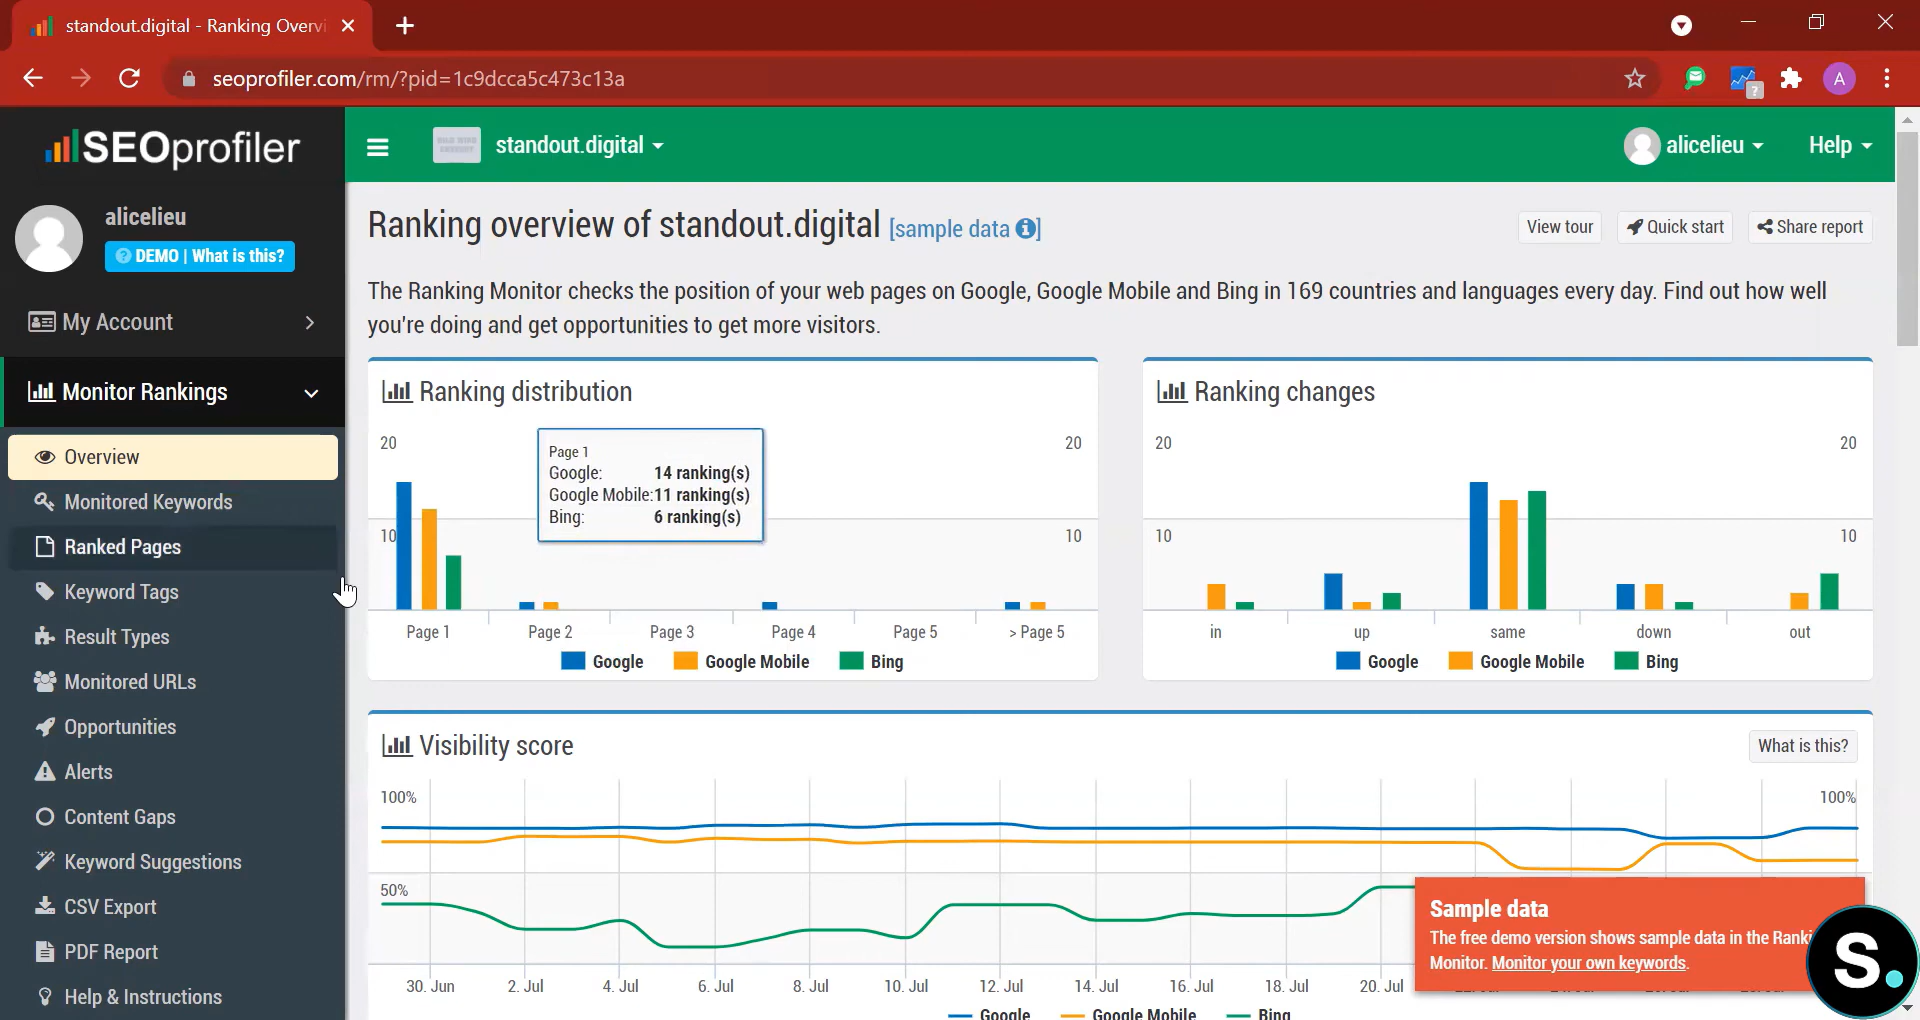 standout.digital - Ranking Overvi
seoprofiler.com/rm/?pid=1c9dcca5c473c13a
?
A
SEOprofiler
standout.digital
alicelieu
Help
alicelieu
? DEMO | What is this?
My Account
Monitor Rankings
Overview
Monitored Keywords
Ranked Pages
Keyword Tags
Result Types
Monitored URLs
Opportunities
Alerts
Content Gaps
Keyword Suggestions
CSV Export
PDF Report
Help & Instructions
Ranking overview of standout.digital [sample data i]
View tour
Quick start
Share report
The Ranking Monitor checks the position of your web pages on Google, Google Mobile and Bing in 169 countries and languages every day. Find out how well
you're doing and get opportunities to get more visitors.
Ranking distribution
20
20
Page 1
Google: 14 ranking(s)
Google Mobile: 11 ranking(s)
Bing: 6 ranking(s)
10
10
Page 1 Page 2 Page 3 Page 4 Page 5 > Page 5
Google Google Mobile Bing
Ranking changes
20
20
10
10
in up same down out
Google Google Mobile Bing
Visibility score
What is this?
100%
100%
50%
Sample data
The free demo version shows sample data in the Ranki
Monitor. Monitor your own keywords.
S.
30. Jun 2. Jul 4. Jul 6. Jul 8. Jul 10. Jul 12. Jul 14. Jul 16. Jul 18. Jul 20. Jul
Google Google Mobile Bing